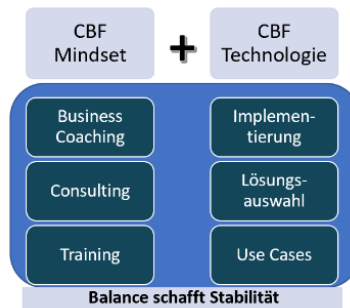 CBF
Mindset
+
CBF
Technologie
Business
Coaching
Implemen-
tierung
Consulting
Lösungs-
auswahl
Training
Use Cases
Balance schafft Stabilität